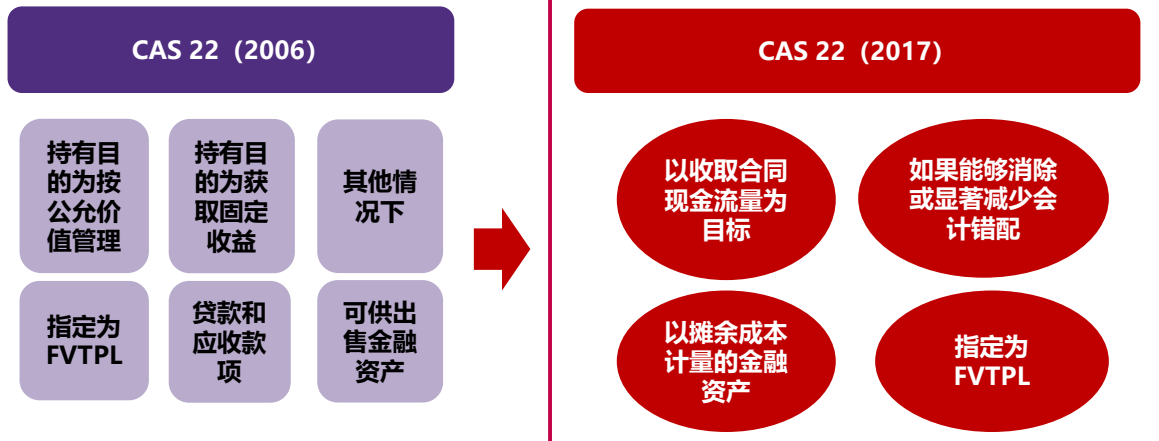 CAS 22（2006）
持有目
的为按
公允价
值管理
持有目
的为获
取固定
收益
其他情
况下
指定为
FVTPL
贷款和
应收款
项
可供出
售金融
资产
CAS 22（2017）
以收取合同
现金流量为
目标
如果能够消除
或显著减少会
计错配
以摊余成本
计量的金融
资产
指定为
FVTPL